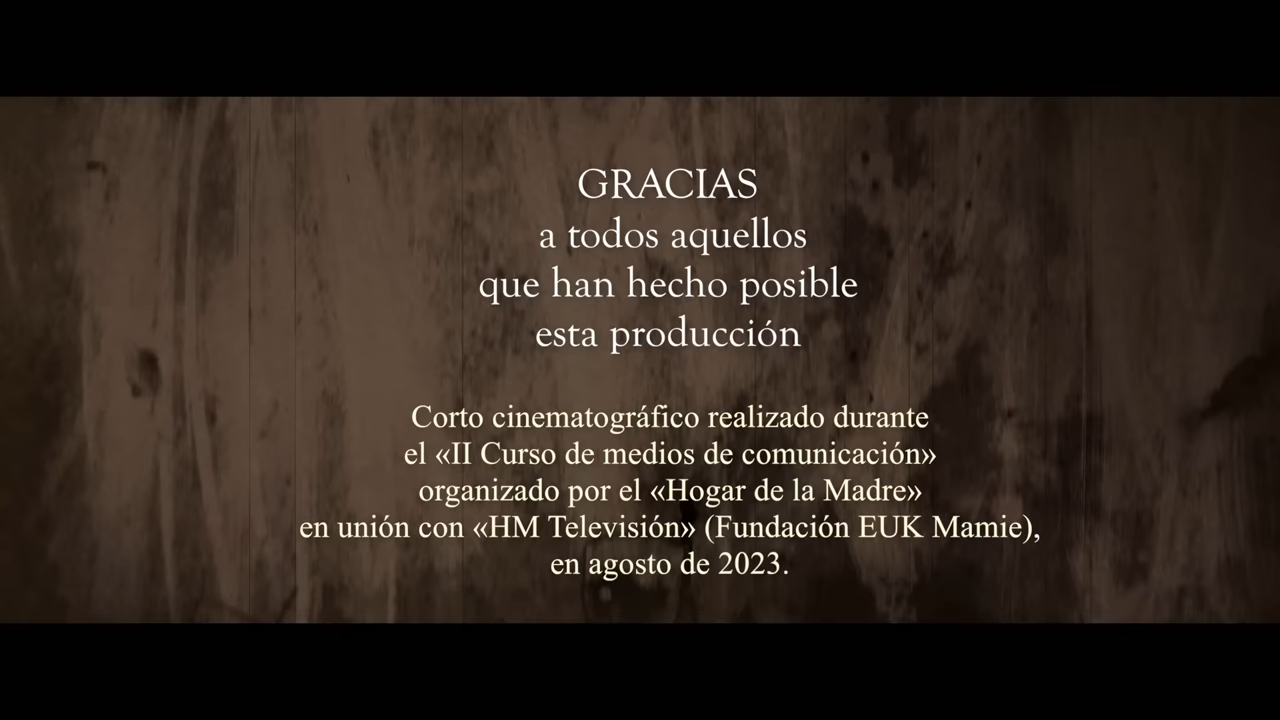 GRACIAS
a todos aquellos
que han hecho posible
esta producción
Corto cinematográfico realizado durante
el «II Curso de medios de comunicación»
organizado por el «Hogar de la Madre»
en unión con «HM Televisión» (Fundación EUK Mamie),
en agosto de 2023.